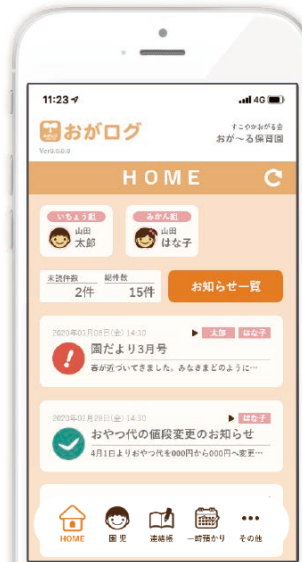 11:23
4G
おがログ
すこやかおがる会
おが〜る保育園
HOME
いちょう組
山田
太郎
みかん組
山田
はな子
未読件数
2件
総件数
15件
お知らせ一覧
2020年03月06日(金) 14:30
太郎
はな子
園だより3月号
春が近づいてきました。みなさまどのように…
2020年02月28日(金) 14:30
はな子
おやつ代の値段変更のお知らせ
4月1日よりおやつ代を000円から000円へ変更…
HOME
園児
連絡帳
一時預かり
その他